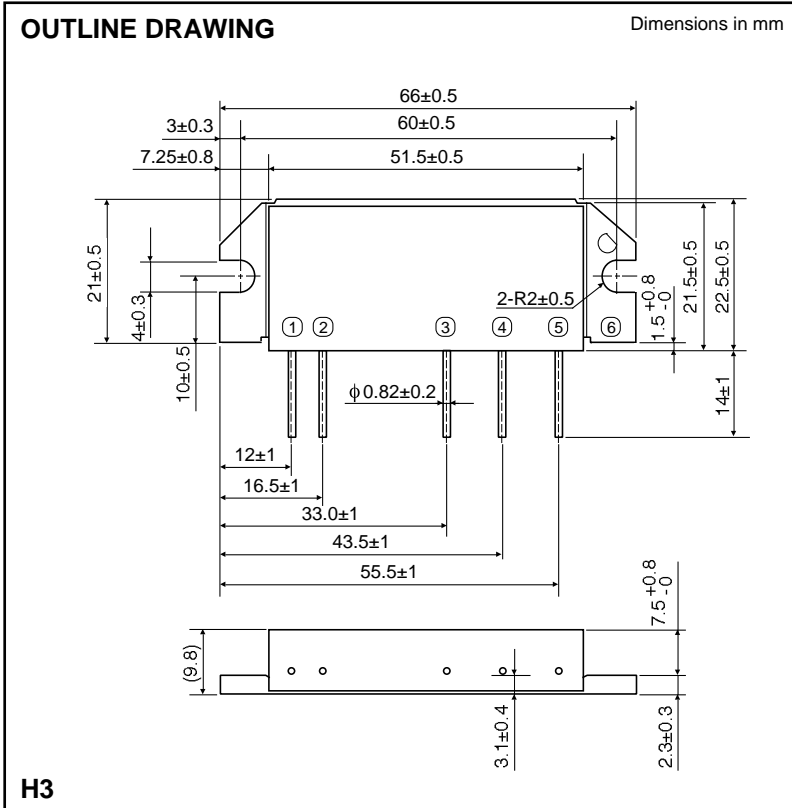 OUTLINE DRAWING
Dimensions in mm
66±0.5
3±0.3
60±0.5
7.25±0.8
51.5±0.5
21±0.5
4±0.3
10±0.5
2-R2±0.5
1.5 +0.8 -0
21.5±0.5
22.5±0.5
1 2 3 4 5 6
ϕ0.82±0.2
14±1
12±1
16.5±1
33.0±1
43.5±1
55.5±1
(9.8)
7.5 +0.8 -0
3.1±0.4
2.3±0.3
H3